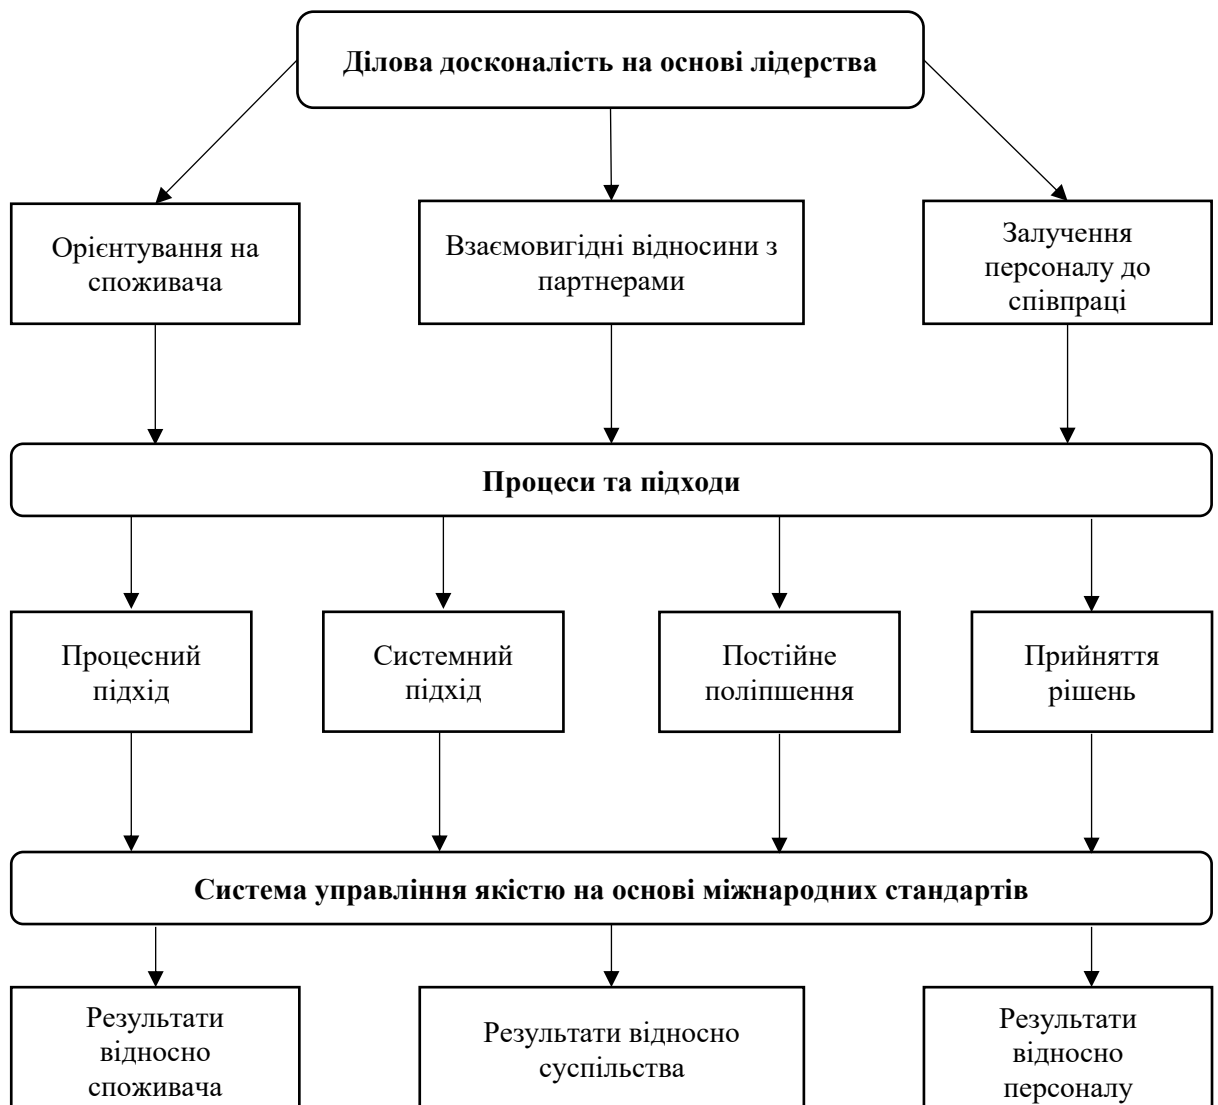 Ділова досконалість на основі лідерства
Орієнтування на
споживача
Взаємовигідні відносини з
партнерами
Залучення
персоналу до
співпраці
Процеси та підходи
Процесний
підхід
Системний
підхід
Постійне
поліпшення
Прийняття
рішень
Система управління якістю на основі міжнародних стандартів
Результати
відносно
споживача
Результати відносно
суспільства
Результати
відносно
персоналу